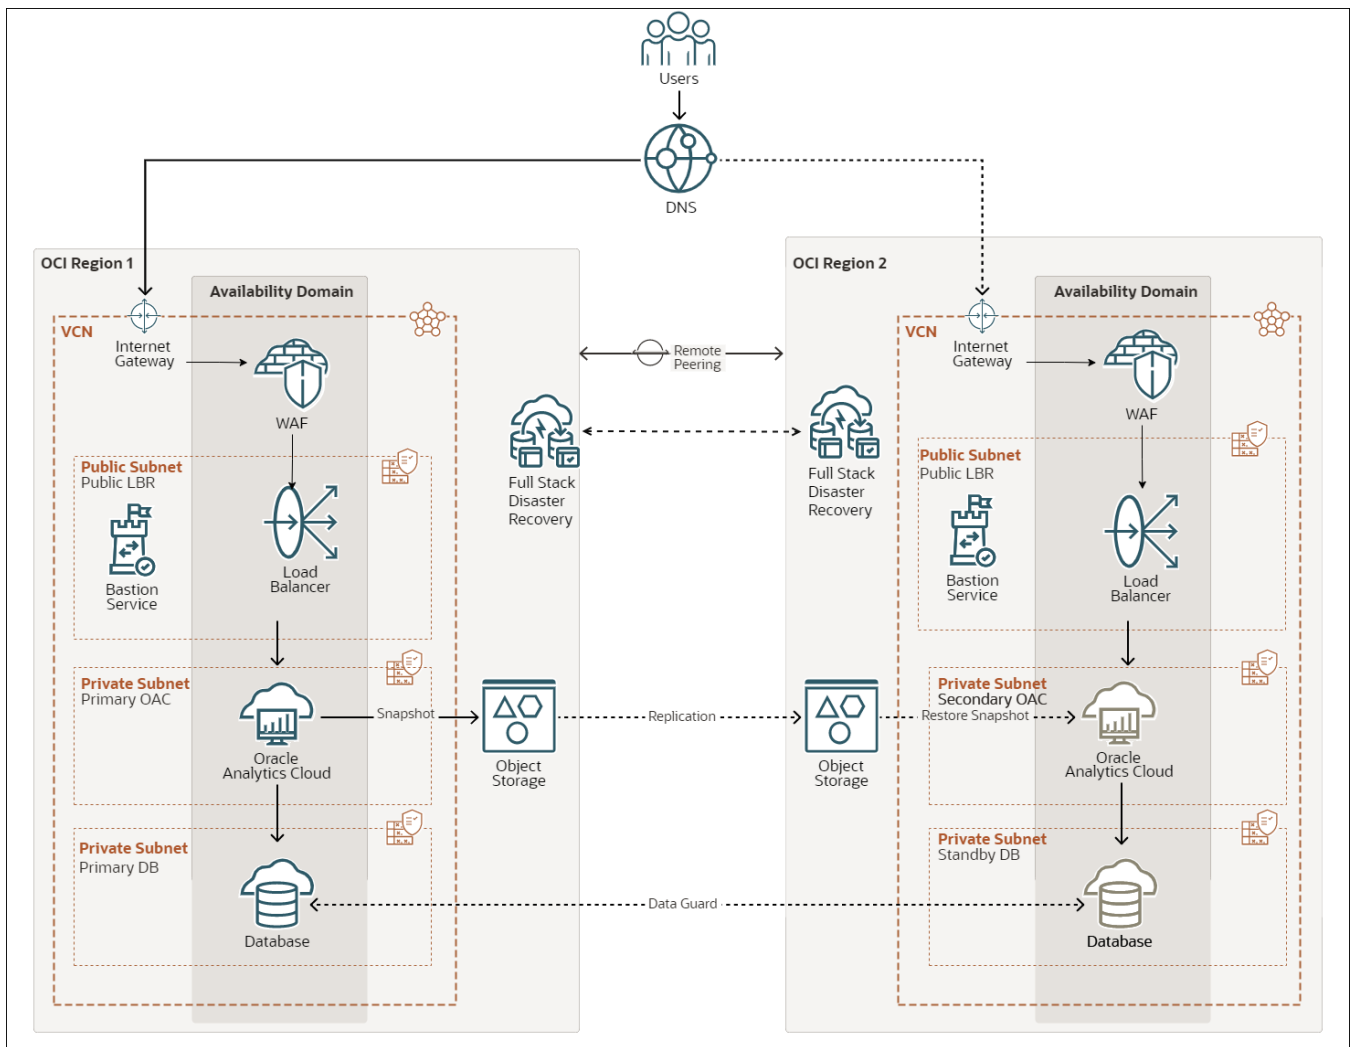 Users
DNS
OCI Region 1
Availability Domain
VCN
Internet
Gateway
WAF
Public Subnet
Public LBR
Bastion
Service
Load
Balancer
Private Subnet
Primary OAC
Oracle
Analytics Cloud
Snapshot
Object
Storage
Private Subnet
Primary DB
Database
Remote
Peering
Full Stack
Disaster
Recovery
Full Stack
Disaster
Recovery
Replication
Data Guard
OCI Region 2
Availability Domain
VCN
Internet
Gateway
WAF
Public Subnet
Public LBR
Bastion
Service
Load
Balancer
Object
Storage
Private Subnet
Secondary OAC
Restore Snapshot
Oracle
Analytics Cloud
Private Subnet
Standby DB
Database